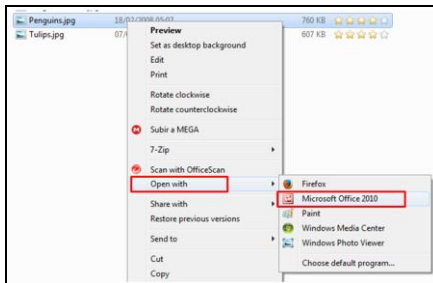 Penguins.jpg 18/02/2008 05:07 760 KB
Tulips.jpg 07/ 607 KB
Preview
Set as desktop background
Edit
Print
Rotate clockwise
Rotate counterclockwise
Subir a MEGA
7-Zip
Scan with OfficeScan
Open with
Firefox
Share with
Microsoft Office 2010
Restore previous versions
Paint
Windows Media Center
Send to
Windows Photo Viewer
Cut
Choose default program...
Copy